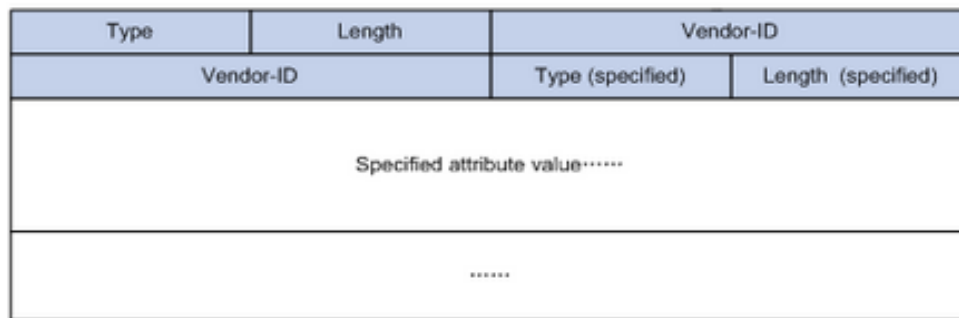 Type Length Vendor-ID
Vendor-ID Type (specified) Length (specified)
Specified attribute value······
······